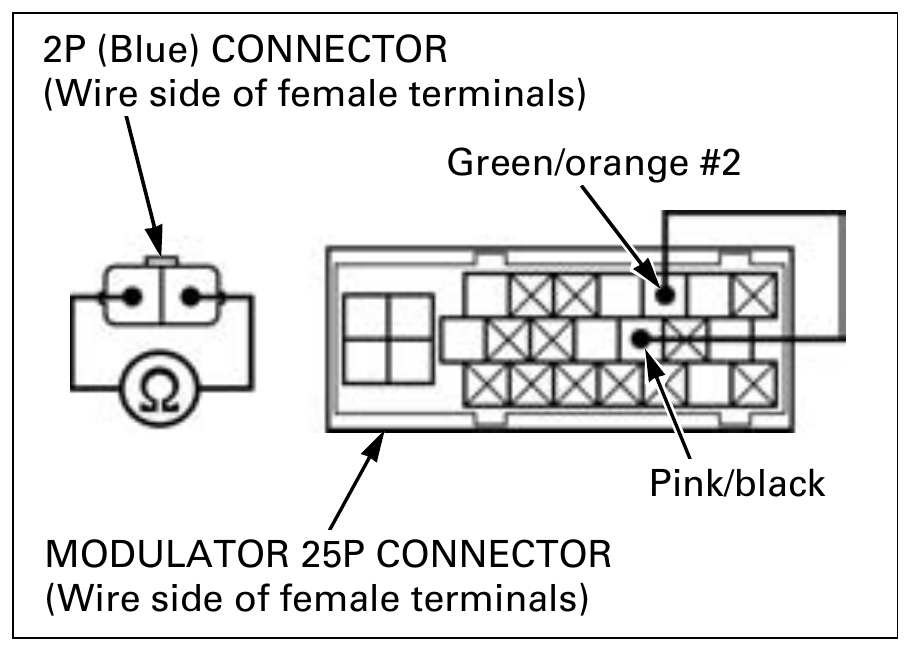 2P (Blue) CONNECTOR
(Wire side of female terminals)
Green/orange #2
Ω
Pink/black
MODULATOR 25P CONNECTOR
(Wire side of female terminals)